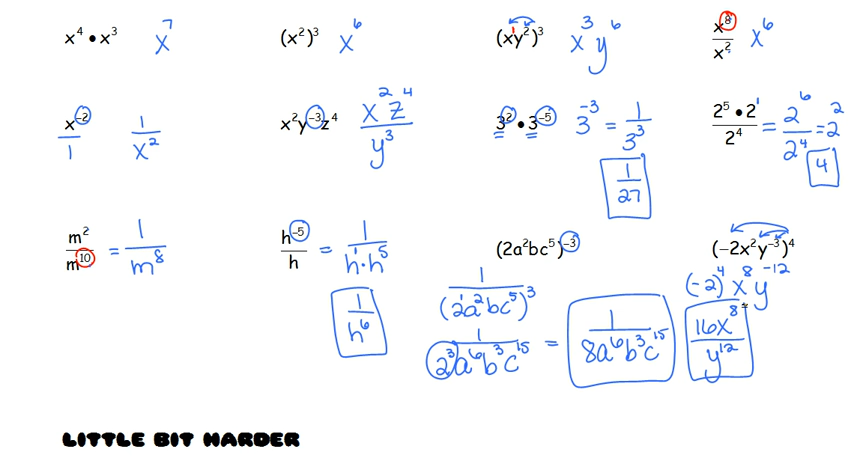 x⁴ • x³ x⁷
(x²)³ x⁶
(x¹y²)³ x³y⁶
x⁸/x² x⁶
x⁻²/1 1/x²
x²y⁻³z⁴ x²z⁴/y³
3² • 3⁻⁵ 3⁻³ = 1/3³
1/27
2⁵ • 2¹/2⁴ = 2⁶/2⁴ = 2²
4
m²/m¹⁰ = 1/m⁸
h⁻⁵/h = 1/h¹·h⁵
1/h⁶
(2a²bc⁵)⁻³
1/(2¹a²bc⁵)³
1/2³a⁶b³c¹⁵ = 1/8a⁶b³c¹⁵
(-2x²y⁻³)⁴
(-2)⁴x⁸y⁻¹²
16x⁸/y¹²
LITTLE BIT HARDER